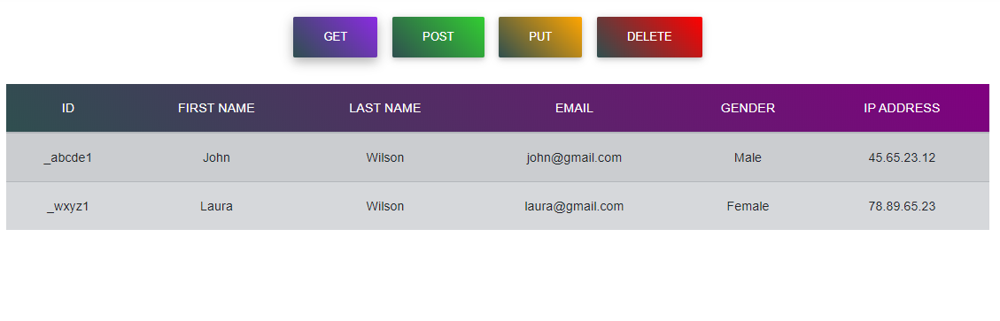 GET POST PUT DELETE
ID FIRST NAME LAST NAME EMAIL GENDER IP ADDRESS
_abcde1 John Wilson john@gmail.com Male 45.65.23.12
_wxyz1 Laura Wilson laura@gmail.com Female 78.89.65.23